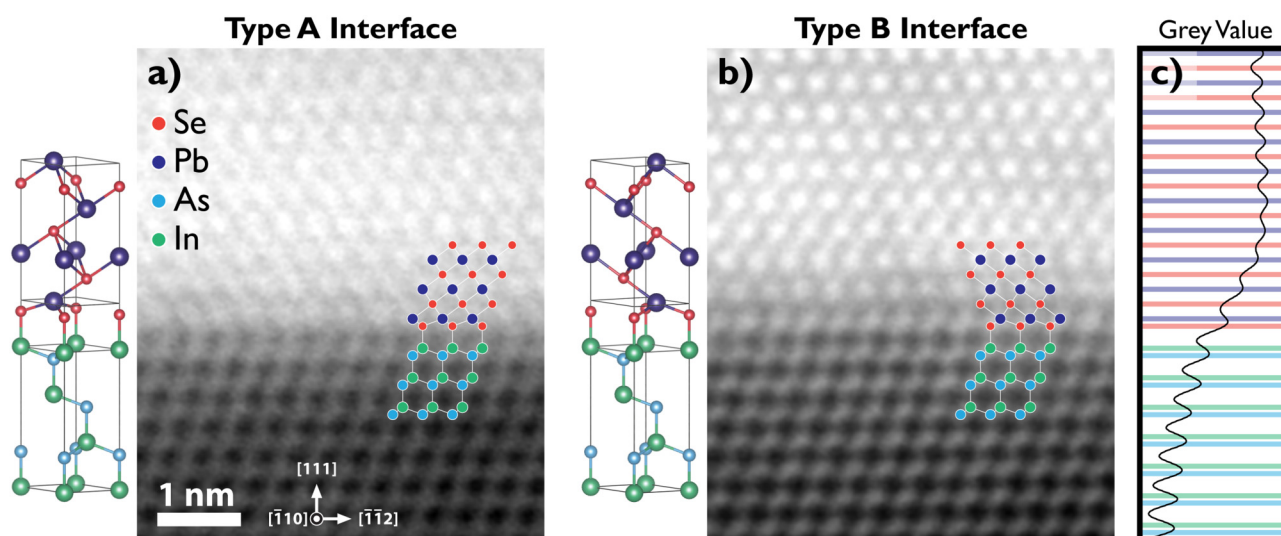 Type A Interface
Type B Interface
Grey Value
a)
b)
c)
Se
Pb
As
In
1 nm
[111]
[1̅10]
[1̅1̅2]